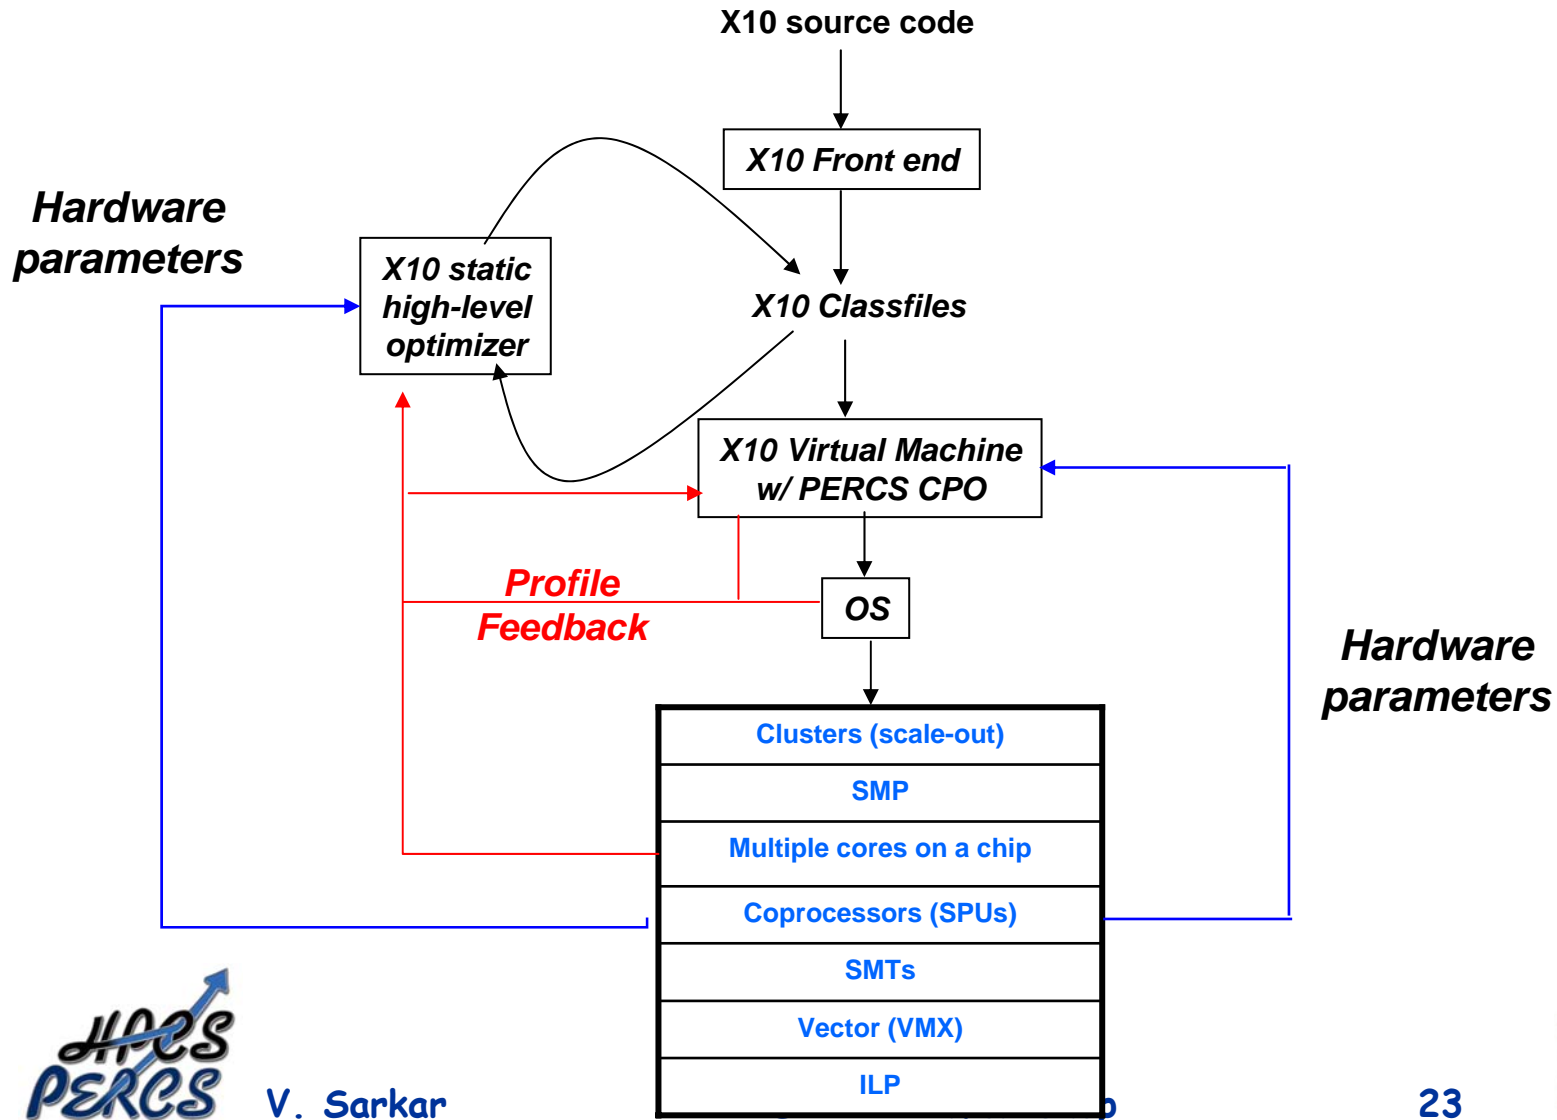 X10 source code
X10 Front end
Hardware
parameters
X10 static
high-level
optimizer
X10 Classfiles
X10 Virtual Machine
w/ PERCS CPO
Profile
Feedback
OS
Hardware
parameters
Clusters (scale-out)
SMP
Multiple cores on a chip
Coprocessors (SPUs)
SMTs
Vector (VMX)
ILP
HPCS
PERCS
V. Sarkar
23